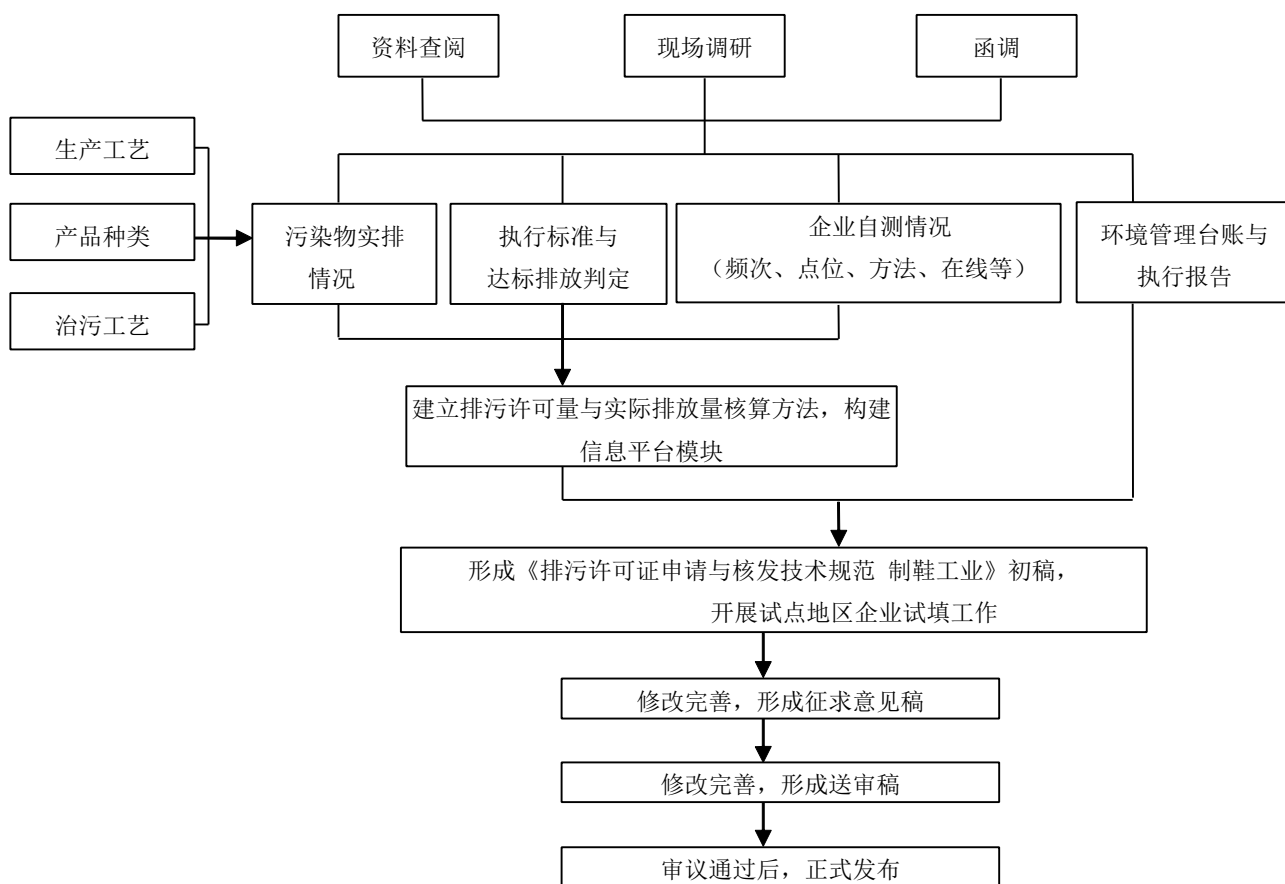 资料查阅
现场调研
函调
生产工艺
产品种类
治污工艺
污染物实排
情况
执行标准与
达标排放判定
企业自测情况
（频次、点位、方法、在线等）
环境管理台账与
执行报告
建立排污许可量与实际排放量核算方法，构建
信息平台模块
形成《排污许可证申请与核发技术规范 制鞋工业》初稿，
开展试点地区企业试填工作
修改完善，形成征求意见稿
修改完善，形成送审稿
审议通过后，正式发布